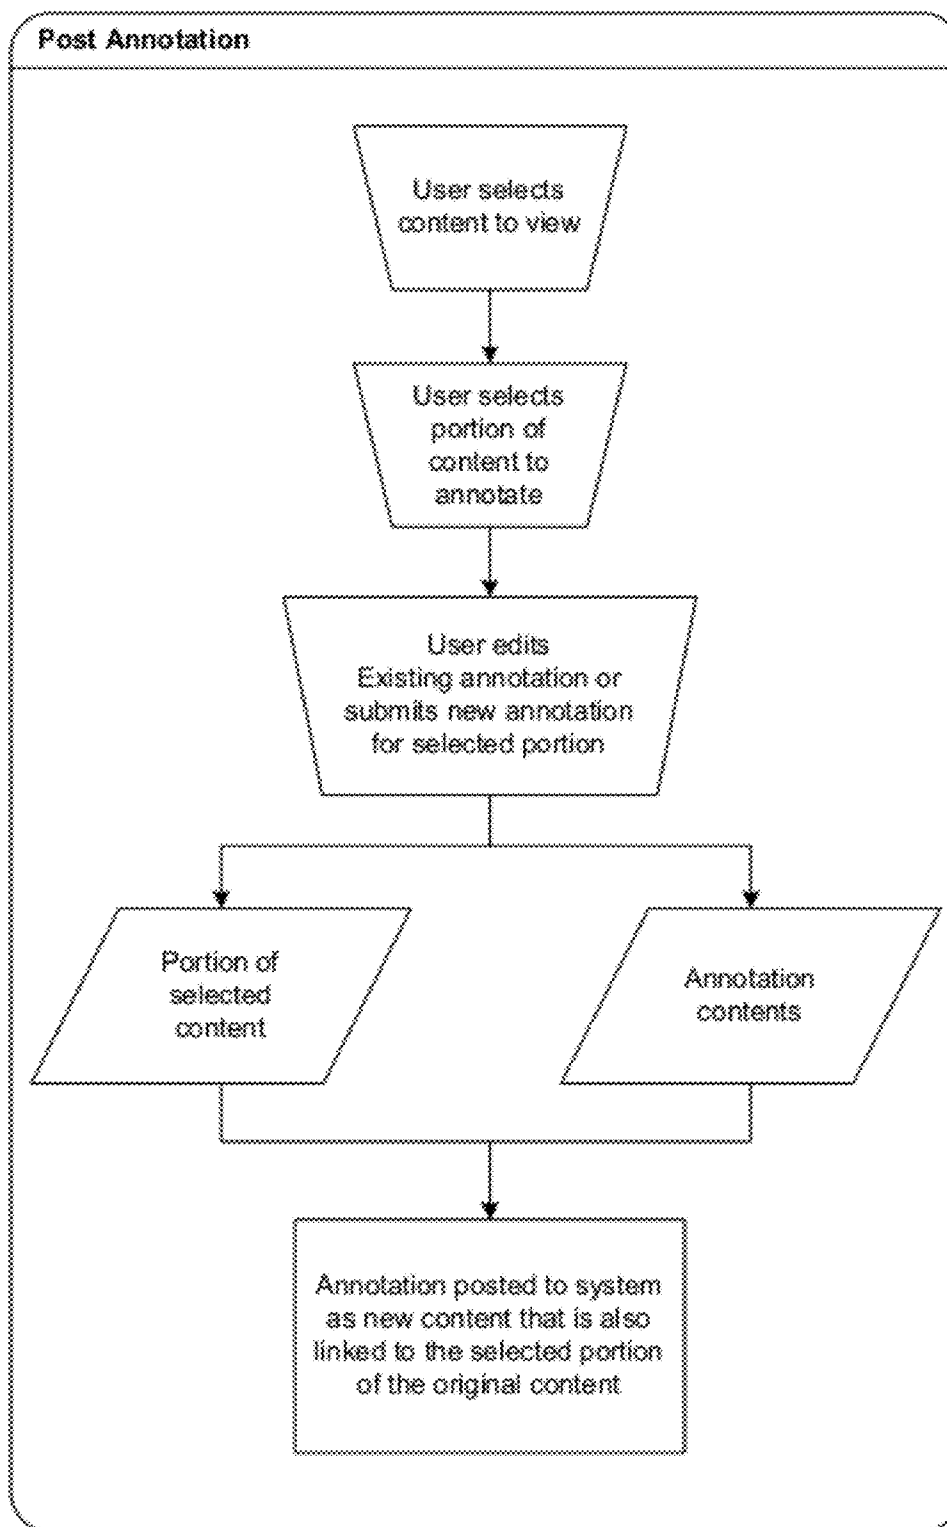 Post Annotation
User selects
content to view
User selects
portion of
content to
annotate
User edits
Existing annotation or
submits new annotation
for selected portion
Portion of
selected
content
Annotation
contents
Annotation posted to system
as new content that is also
linked to the selected portion
of the original content